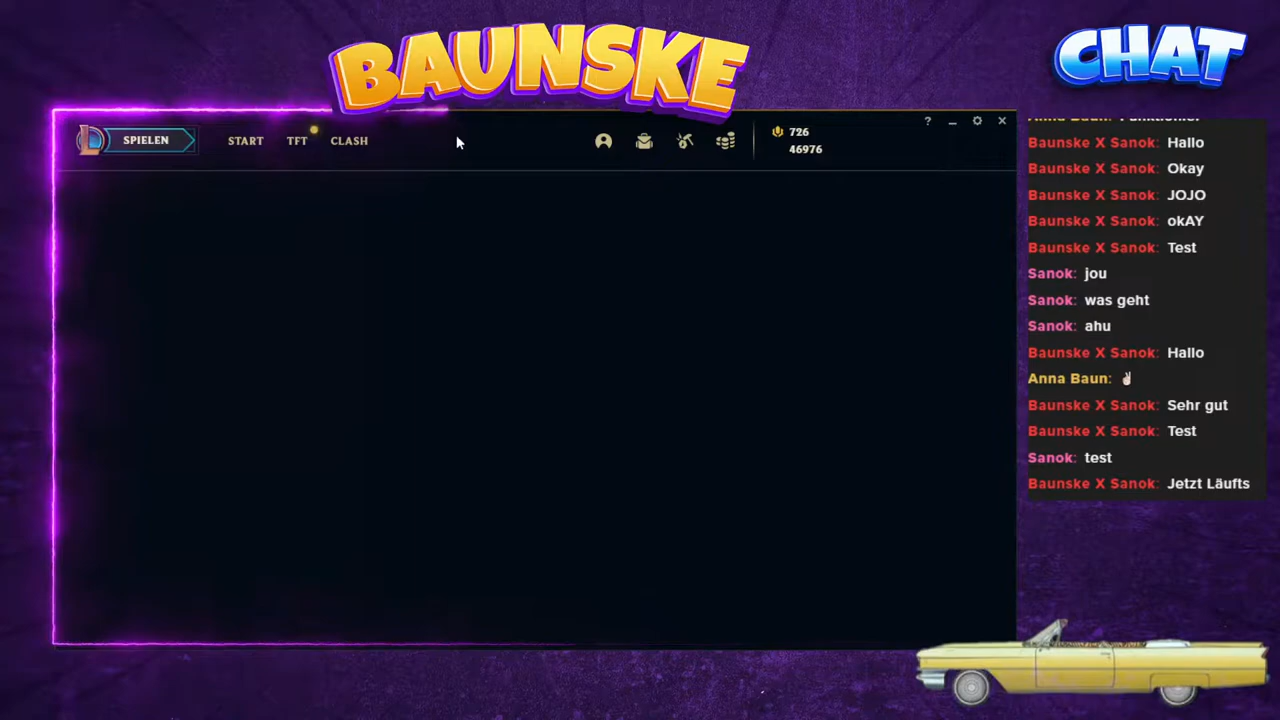 BAUNSKE
CHAT
SPIELEN
START
TFT
CLASH
726
46976
?
Baunske X Sanok: Hallo
Baunske X Sanok: Okay
Baunske X Sanok: JOJO
Baunske X Sanok: okAY
Baunske X Sanok: Test
Sanok: jou
Sanok: was geht
Sanok: ahu
Baunske X Sanok: Hallo
Anna Baun: ✌🏻
Baunske X Sanok: Sehr gut
Baunske X Sanok: Test
Sanok: test
Baunske X Sanok: Jetzt Läufts